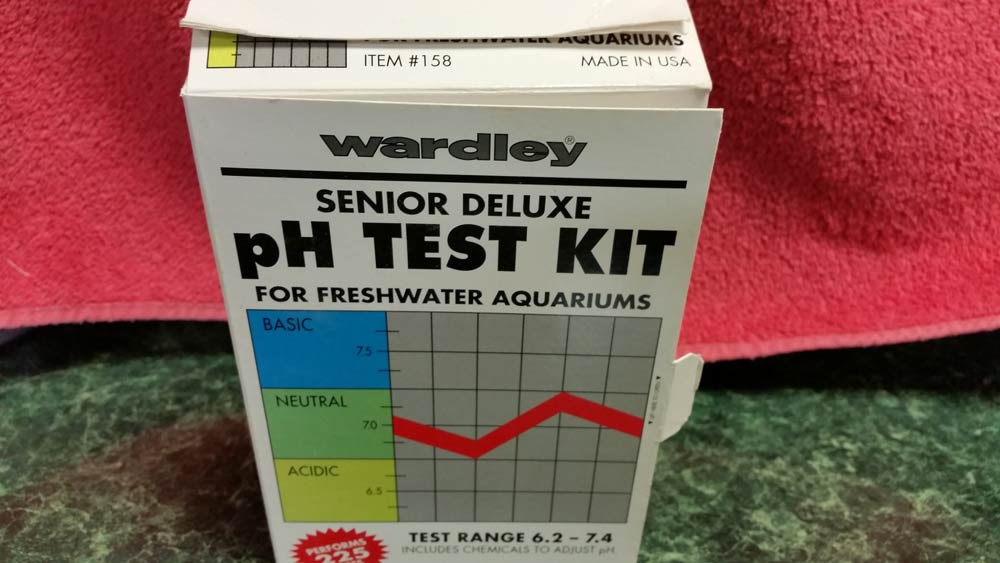 FOR FRESHWATER AQUARIUMS
ITEM #158
MADE IN USA
wardley®
SENIOR DELUXE
pH TEST KIT
FOR FRESHWATER AQUARIUMS
BASIC
7.5
NEUTRAL
7.0
ACIDIC
6.5
PERFORMS
225
TEST RANGE 6.2 – 7.4
INCLUDES CHEMICALS TO ADJUST pH.